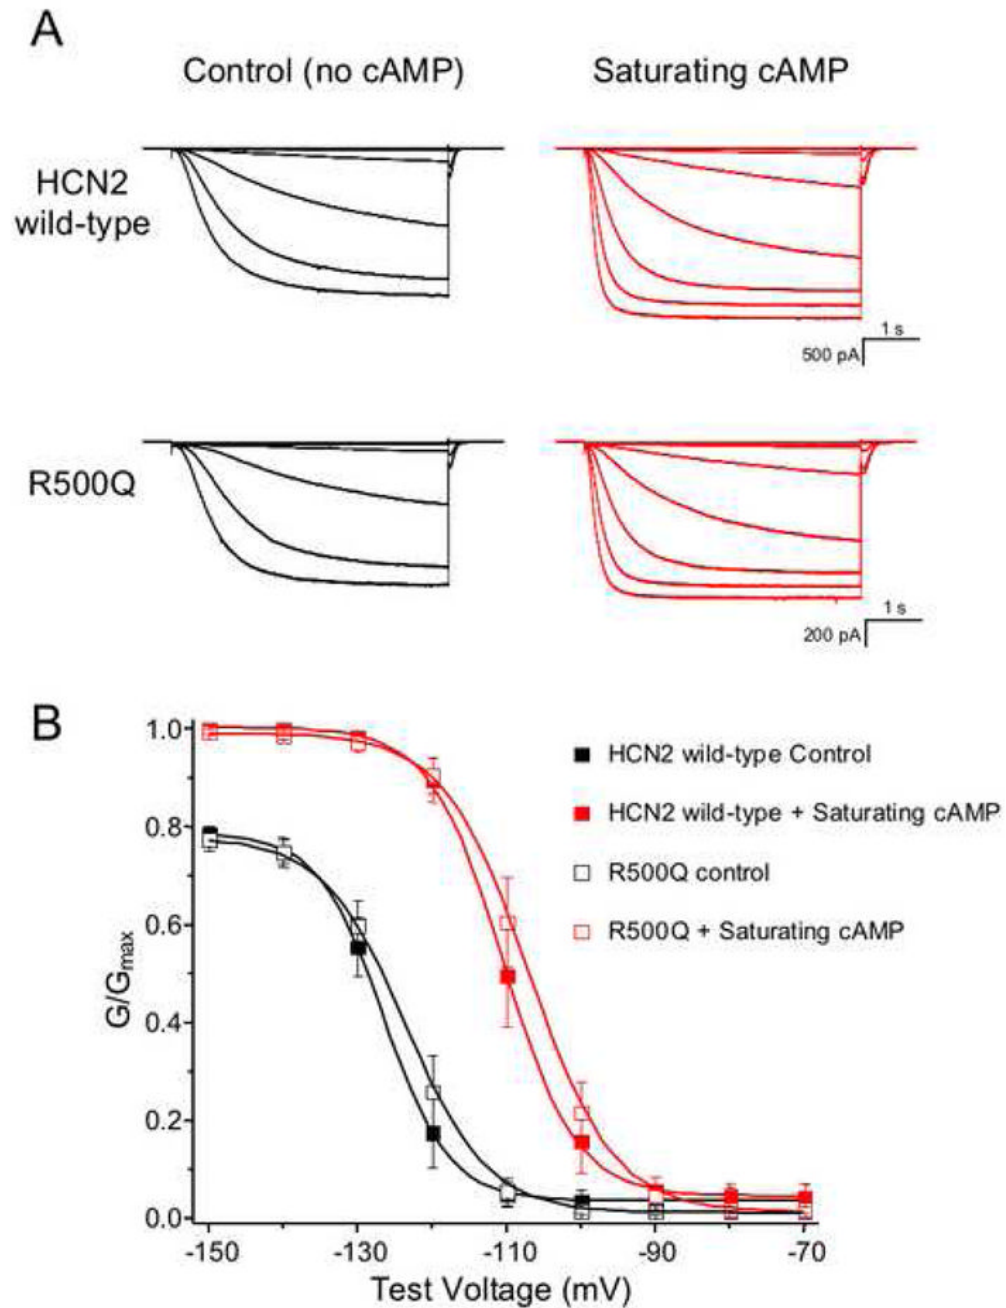 A
Control (no cAMP)
Saturating cAMP
HCN2
wild-type
1 s
500 pA
R500Q
1 s
200 pA
B
1.0
0.8
0.6
0.4
0.2
0.0
G/Gmax
-150
-130
-110
-90
-70
Test Voltage (mV)
HCN2 wild-type Control
HCN2 wild-type + Saturating cAMP
R500Q control
R500Q + Saturating cAMP